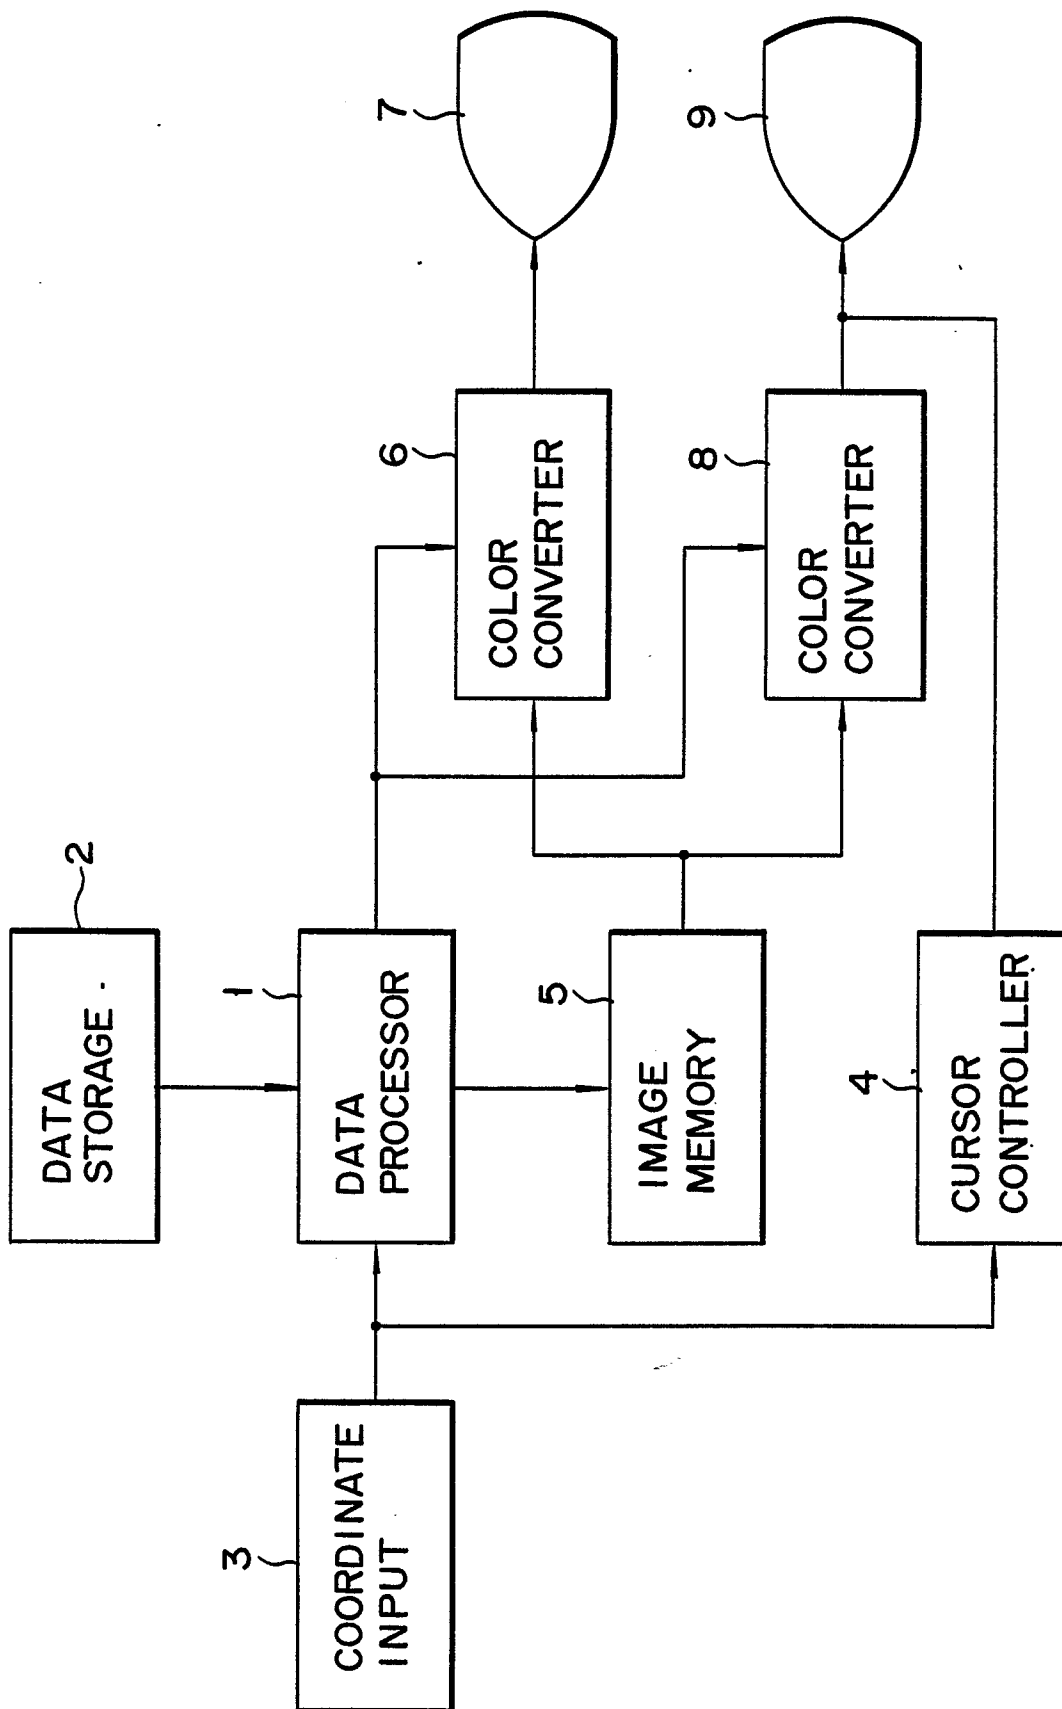 2
DATA
STORAGE
1
DATA
PROCESSOR
3
COORDINATE
INPUT
5
IMAGE
MEMORY
4
CURSOR
CONTROLLER
6
COLOR
CONVERTER
7
8
COLOR
CONVERTER
9